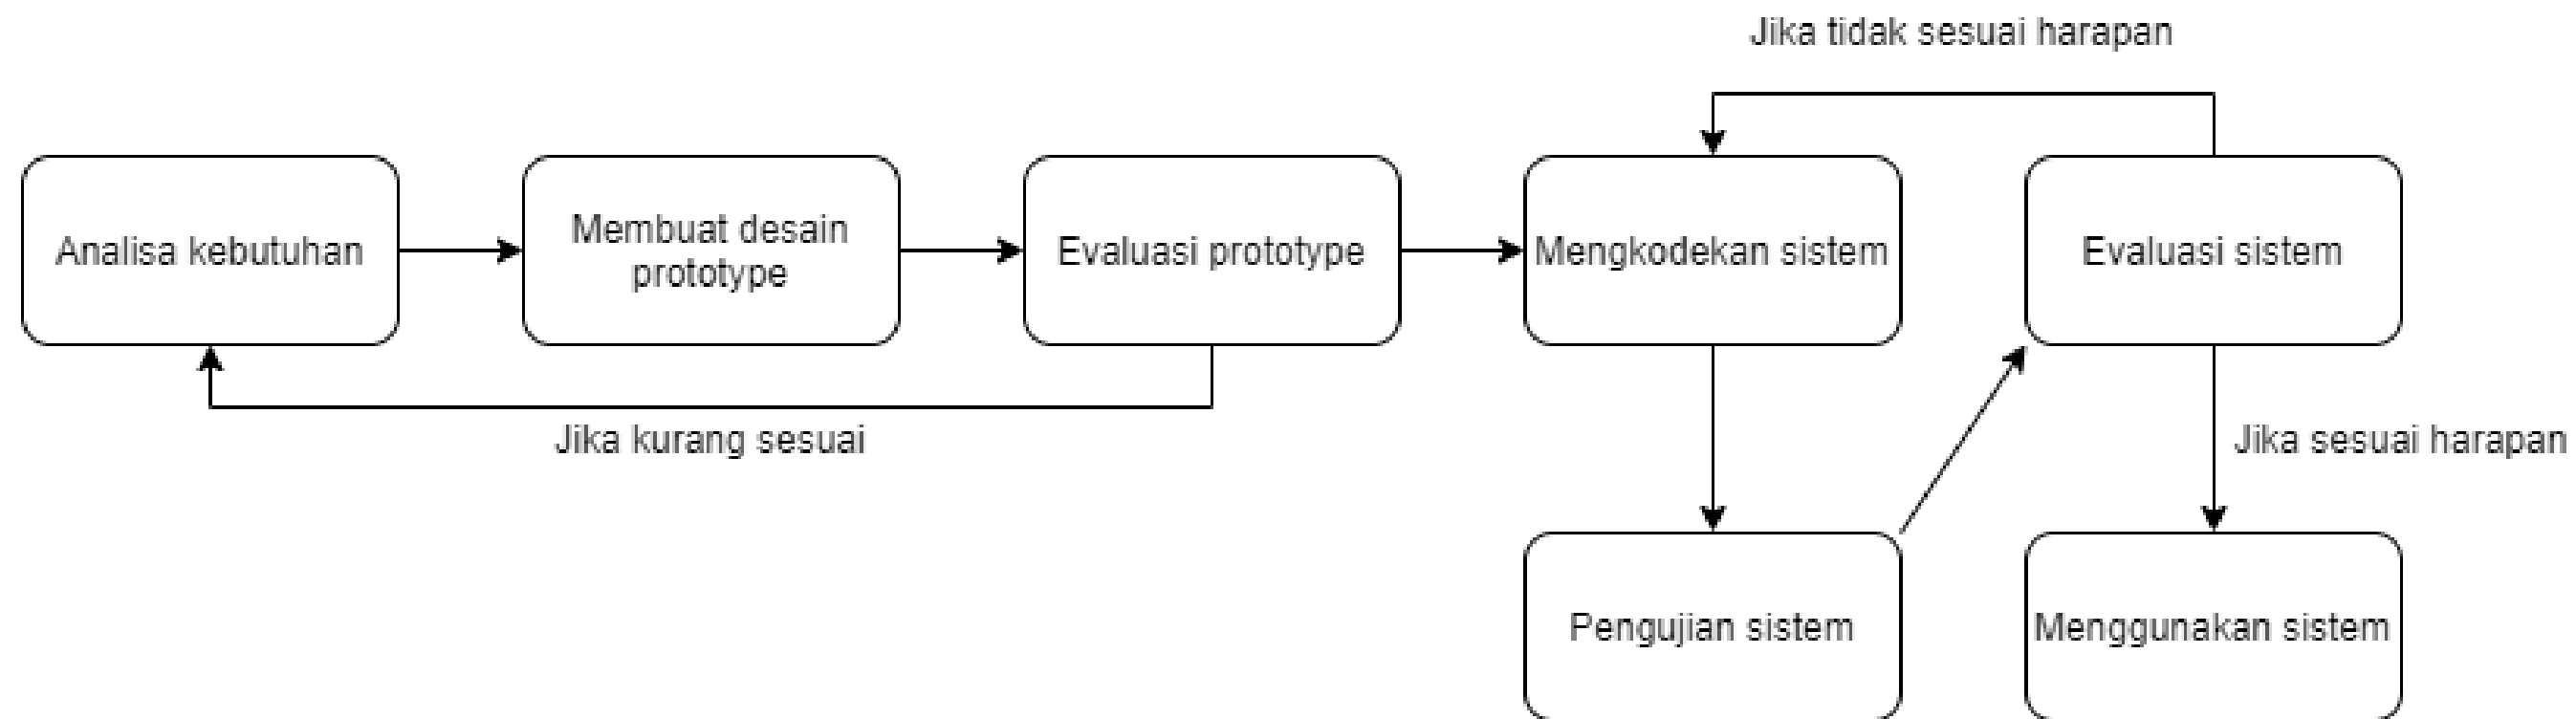 Jika tidak sesuai harapan
Analisa kebutuhan
Membuat desain
prototype
Evaluasi prototype
Mengkodekan sistem
Evaluasi sistem
Jika kurang sesuai
Jika sesuai harapan
Pengujian sistem
Menggunakan sistem